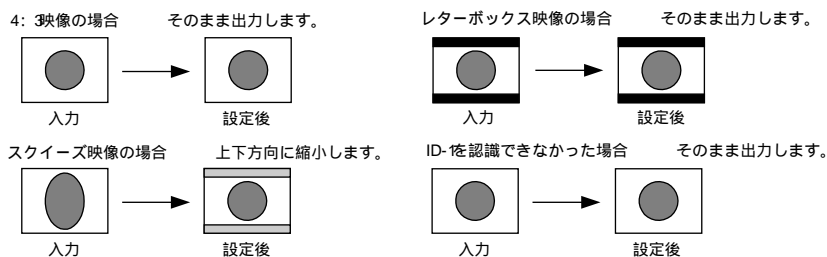 4：3映像の場合 そのまま出力します。
入力 設定後
レターボックス映像の場合 そのまま出力します。
入力 設定後
スクイーズ映像の場合 上下方向に縮小します。
入力 設定後
ID-1を認識できなかった場合 そのまま出力します。
入力 設定後